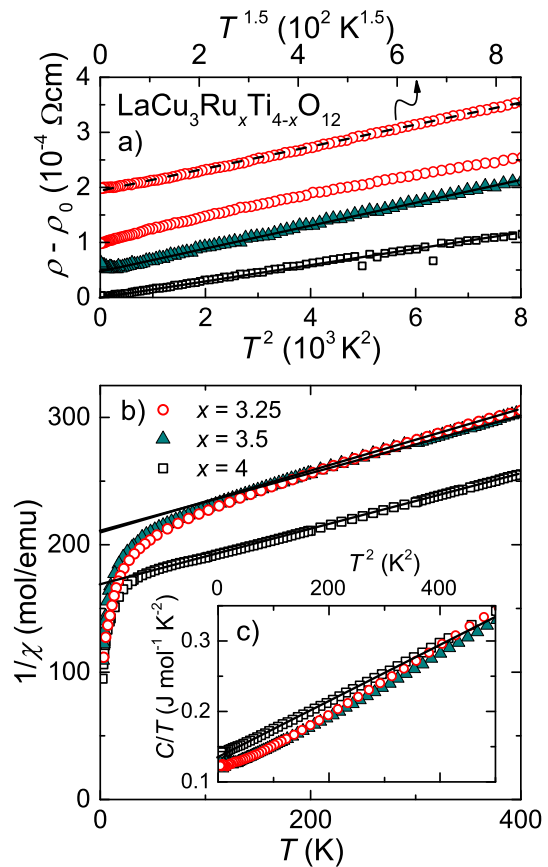 T 1.5 (10² K1.5)
0 2 4 6 8
LaCu3RuxTi4-xO12
a)
ρ - ρ0 (10-4 Ωcm)
4
3
2
1
0
0 2 4 6 8
T 2 (10³ K²)
b)
x = 3.25
x = 3.5
x = 4
1/χ (mol/emu)
300
200
100
0
T 2 (K²)
0 200 400
c)
C/T (J mol-1 K-2)
0.3
0.2
0.1
0 200 400
T (K)